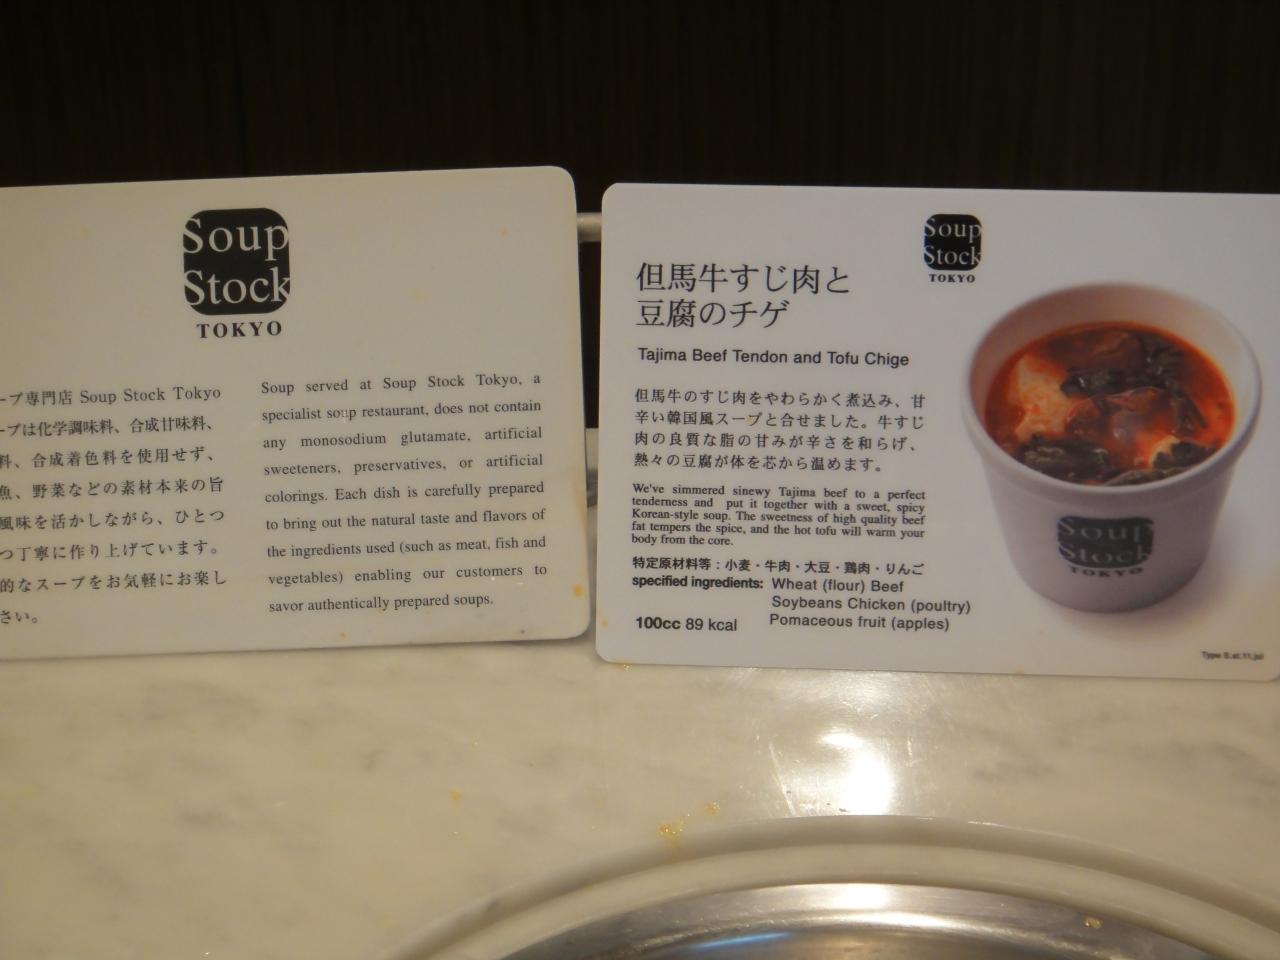 Soup
Stock
TOKYO
ープ専門店 Soup Stock Tokyo
ープは化学調味料、合成甘味料、
料、合成着色料を使用せず、
魚、野菜などの素材本来の旨
風味を活かしながら、ひとつ
つ丁寧に作り上げています。
的なスープをお気軽にお楽し
さい。
Soup served at Soup Stock Tokyo, a
specialist soup restaurant, does not contain
any monosodium glutamate, artificial
sweeteners, preservatives, or artificial
colorings. Each dish is carefully prepared
to bring out the natural taste and flavors of
the ingredients used (such as meat, fish and
vegetables) enabling our customers to
savor authentically prepared soups.
Soup
Stock
TOKYO
但馬牛すじ肉と
豆腐のチゲ
Tajima Beef Tendon and Tofu Chige
但馬牛のすじ肉をやわらかく煮込み、甘
辛い韓国風スープと合せました。牛すじ
肉の良質な脂の甘みが辛さを和らげ、
熱々の豆腐が体を芯から温めます。
We've simmered sinewy Tajima beef to a perfect
tenderness and put it together with a sweet, spicy
Korean-style soup. The sweetness of high quality beef
fat tempers the spice, and the hot tofu will warm your
body from the core.
特定原材料等：小麦・牛肉・大豆・鶏肉・りんご
specified ingredients: Wheat (flour) Beef
Soybeans Chicken (poultry)
Pomaceous fruit (apples)
100cc 89 kcal
Soup
Stock
TOKYO
Type S.at.11.jul